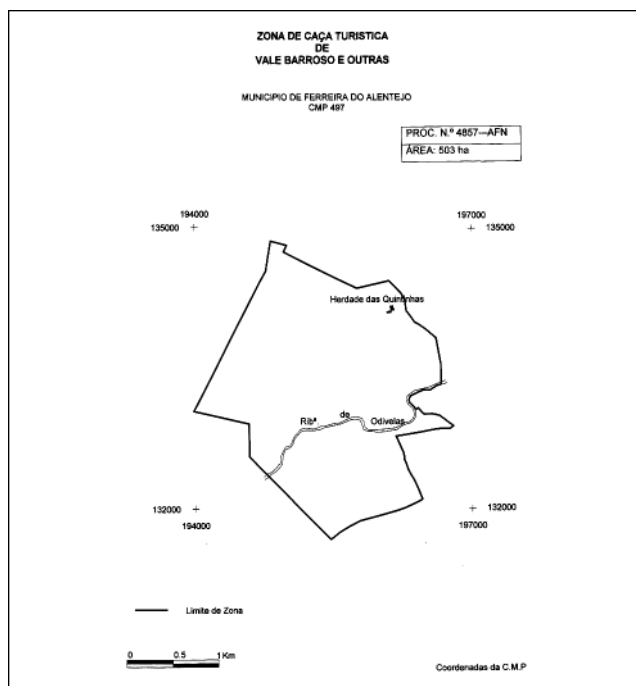 ZONA DE CAÇA TURISTICA
DE
VALE BARROSO E OUTRAS
MUNICIPIO DE FERREIRA DO ALENTEJO
CMP 497
PROC. N.º 4857—AFN
ÁREA: 503 ha
194000
197000
135000
135000
Herdade das Quintinhas
Ribª de Odivelas
132000
132000
194000
197000
Limite de Zona
0 0.5 1 Km
Coordenadas da C.M.P